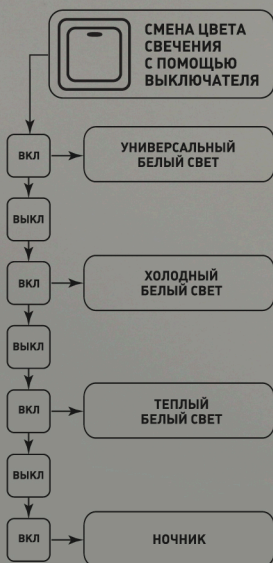 СМЕНА ЦВЕТА
СВЕЧЕНИЯ
С ПОМОЩЬЮ
ВЫКЛЮЧАТЕЛЯ
ВКЛ
УНИВЕРСАЛЬНЫЙ
БЕЛЫЙ СВЕТ
ВЫКЛ
ВКЛ
ХОЛОДНЫЙ
БЕЛЫЙ СВЕТ
ВЫКЛ
ВКЛ
ТЕПЛЫЙ
БЕЛЫЙ СВЕТ
ВЫКЛ
ВКЛ
НОЧНИК